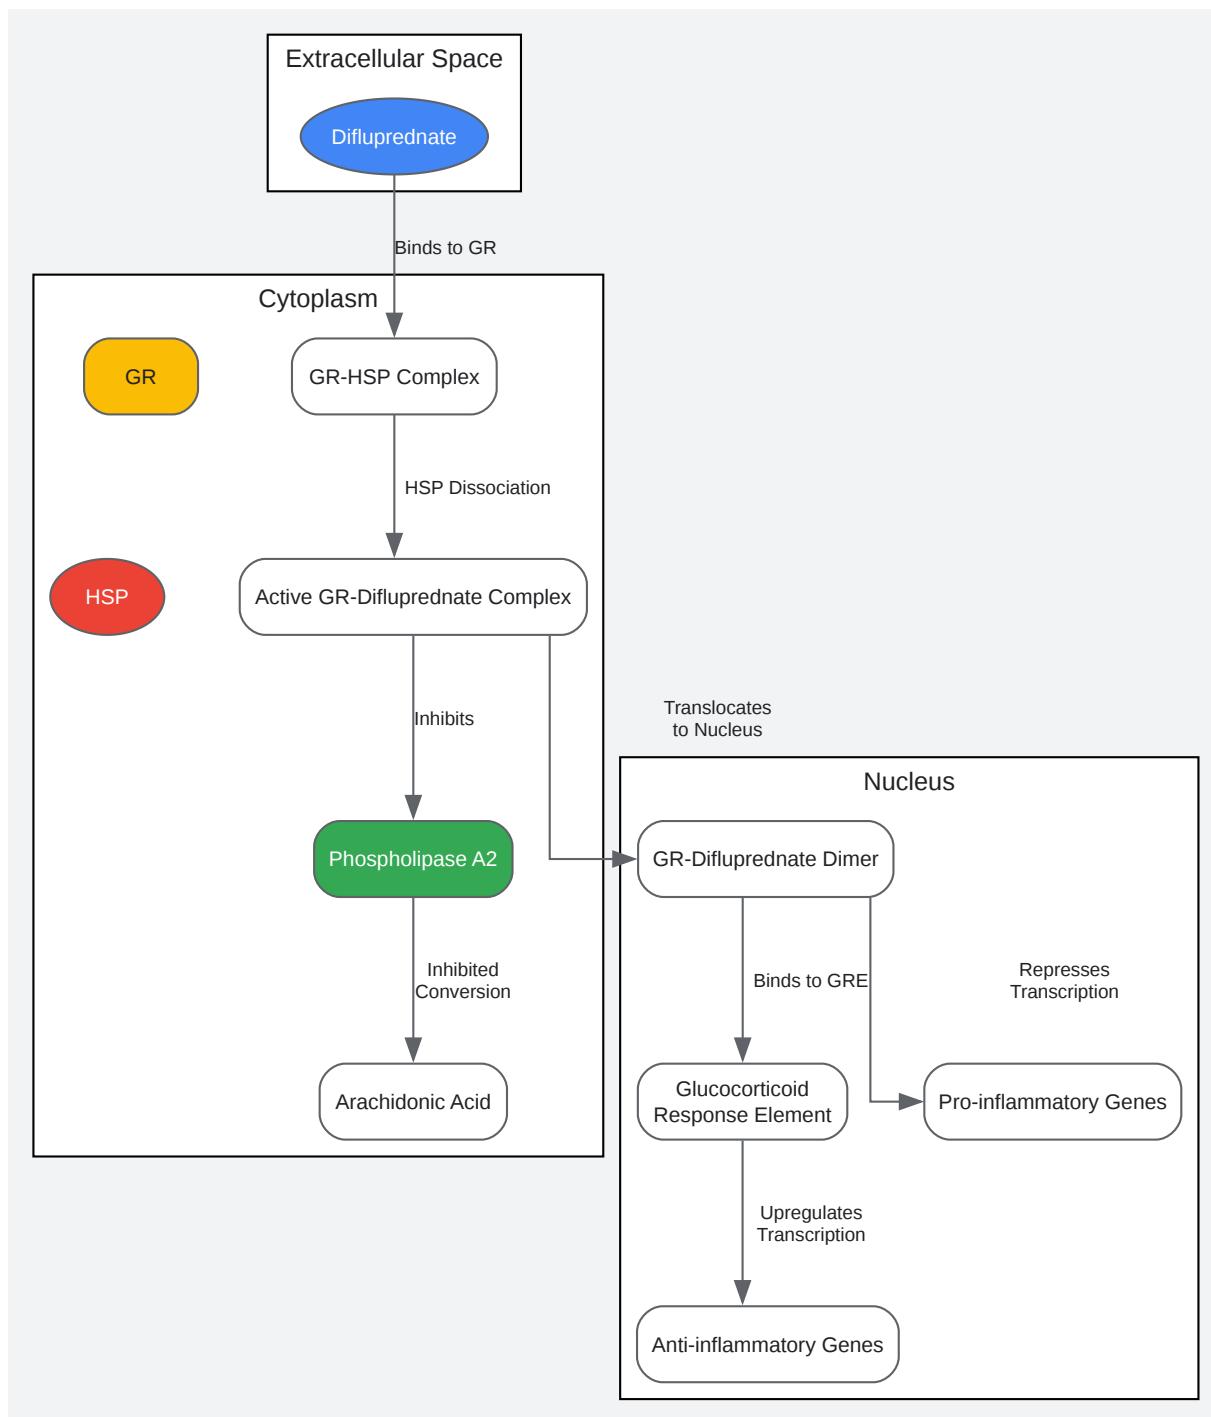 Extracellular Space
Difluprednate
Binds to GR
Cytoplasm
GR
GR-HSP Complex
HSP Dissociation
HSP
Active GR-Difluprednate Complex
Inhibits
Translocates
to Nucleus
Nucleus
Phospholipase A2
GR-Difluprednate Dimer
Inhibited
Conversion
Binds to GRE
Represses
Transcription
Arachidonic Acid
Glucocorticoid
Response Element
Pro-inflammatory Genes
Upregulates
Transcription
Anti-inflammatory Genes